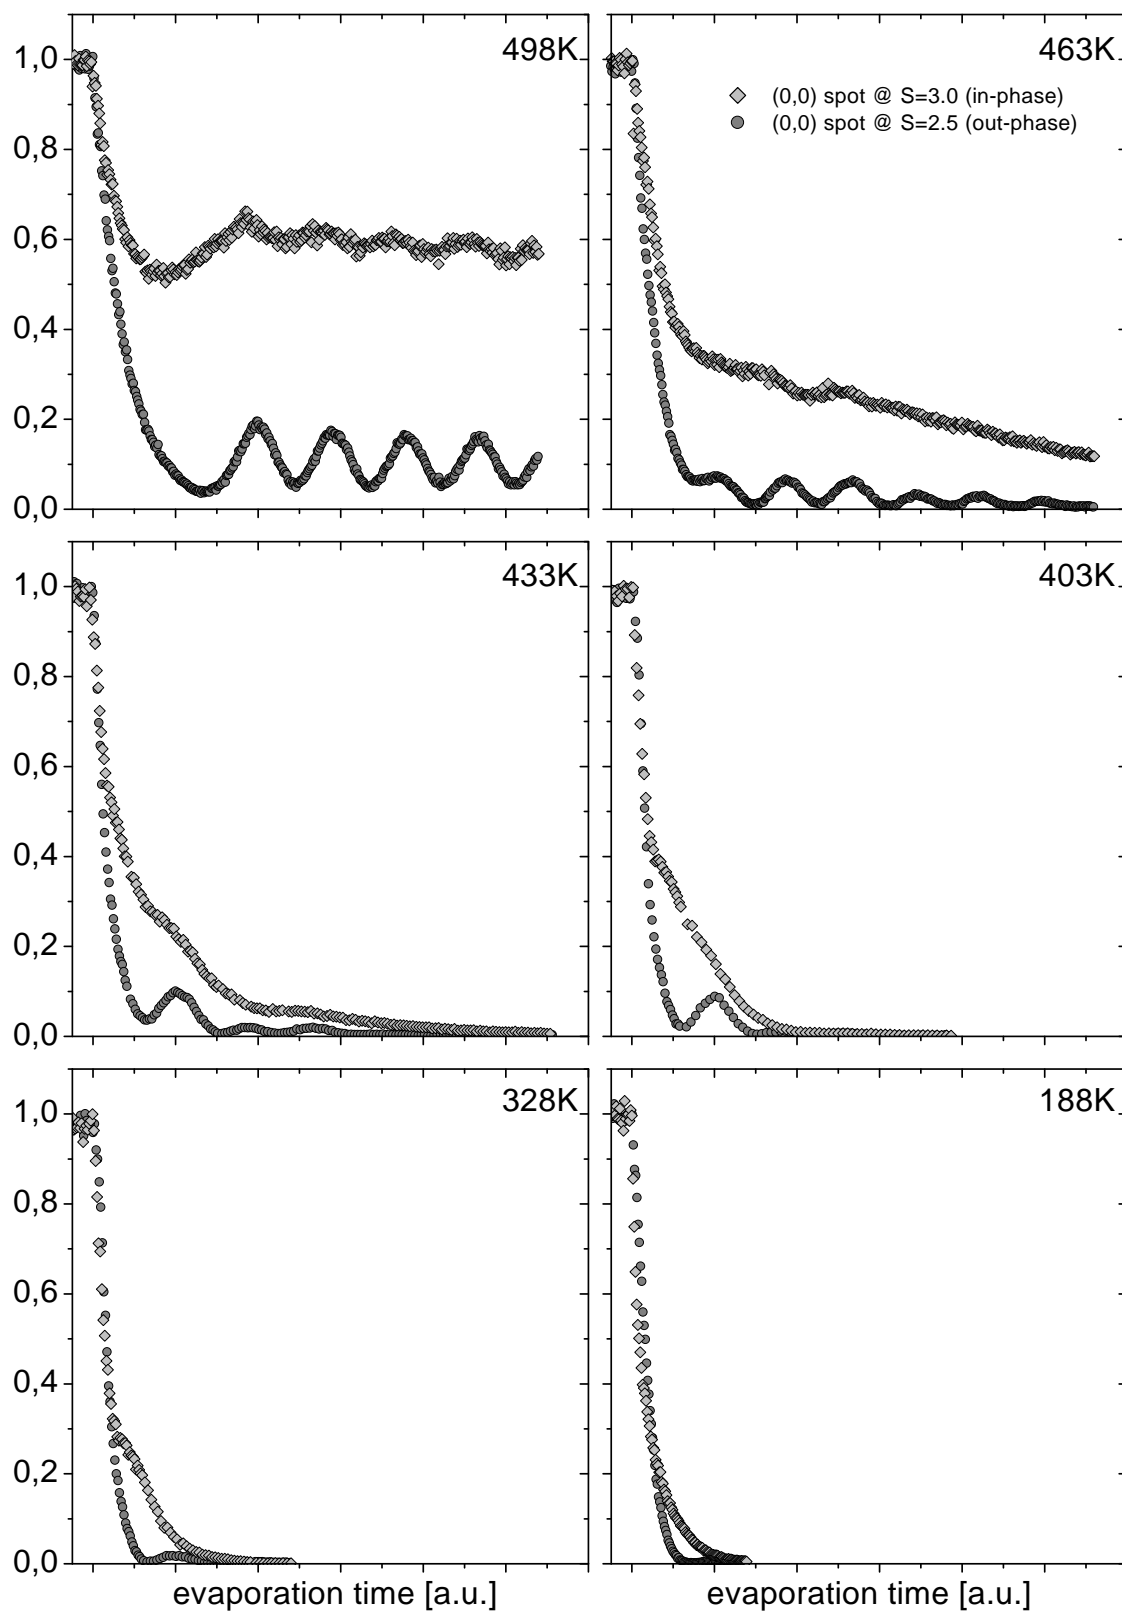 498K
463K
1,0
0,8
0,6
0,4
0,2
0,0
(0,0) spot @ S=3.0 (in-phase)
(0,0) spot @ S=2.5 (out-phase)
433K
403K
1,0
0,8
0,6
0,4
0,2
0,0
328K
188K
1,0
0,8
0,6
0,4
0,2
0,0
evaporation time [a.u.]
evaporation time [a.u.]